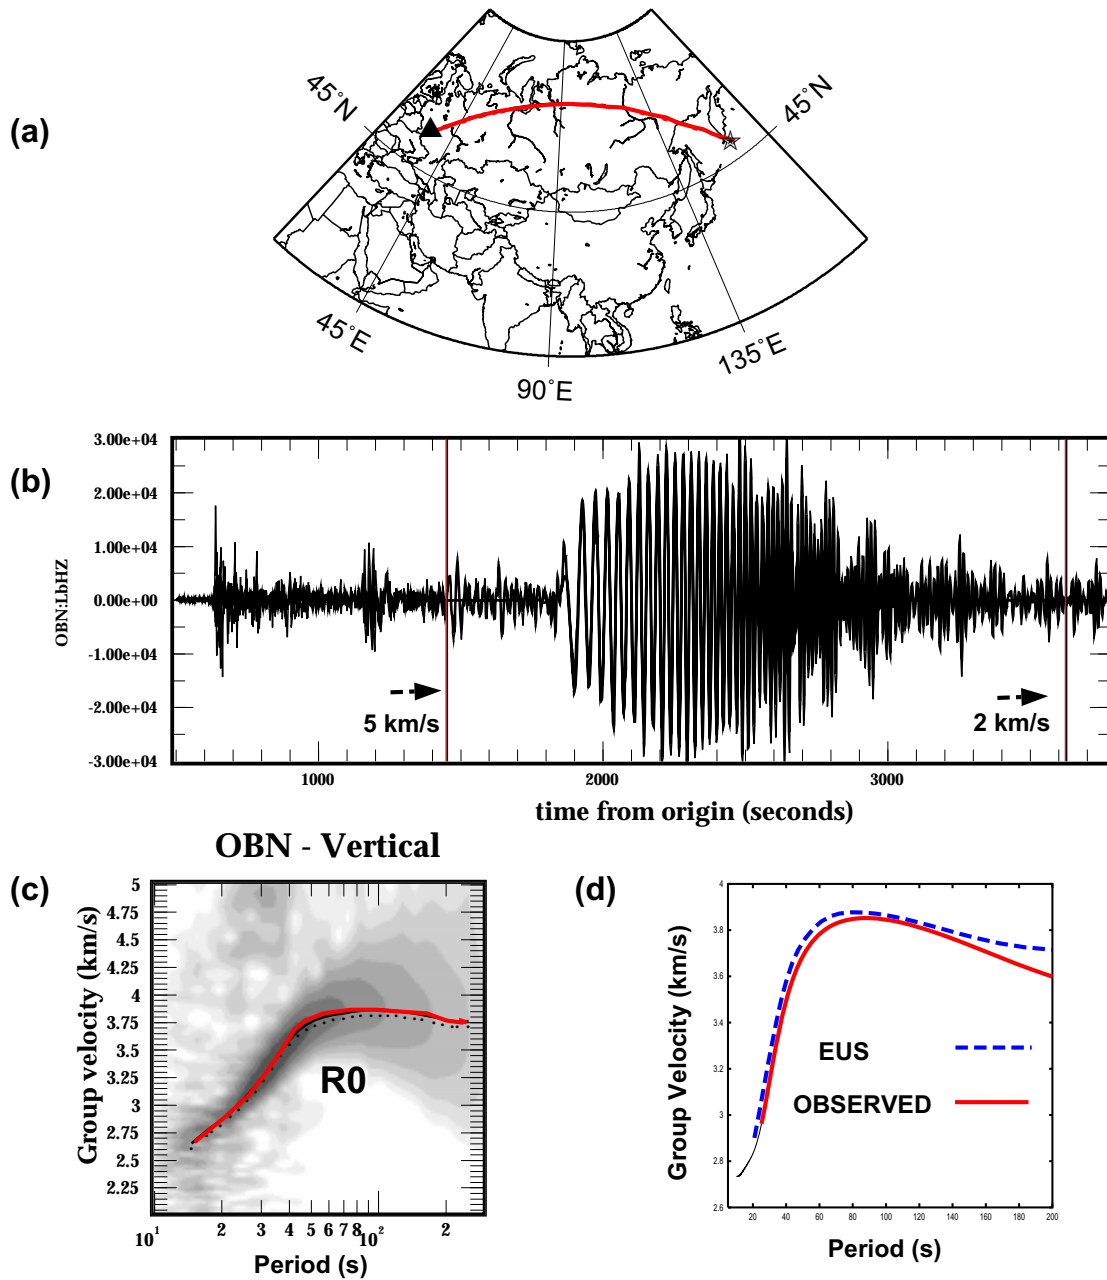 (a)
45°N
45°N
45°E
90°E
135°E
(b)
OBN:LbHZ
3.00e+04
2.00e+04
1.00e+04
0.00e+00
-1.00e+04
-2.00e+04
-3.00e+04
5 km/s
2 km/s
1000
2000
3000
time from origin (seconds)
OBN - Vertical
(c)
Group velocity (km/s)
5
4.75
4.5
4.25
4
3.75
3.5
3.25
3
2.75
2.5
2.25
R0
10¹ 2 3 4 5 6 7 8 10² 2
Period (s)
(d)
Group Velocity (km/s)
4
3.8
3.6
3.4
3.2
3
2.8
2.6
EUS
OBSERVED
20 40 60 80 100 120 140 160 180 200
Period (s)